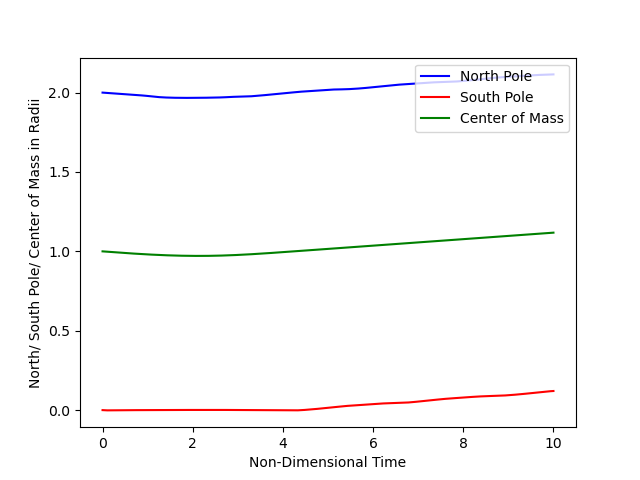 North Pole
South Pole
Center of Mass
2.0
1.5
1.0
0.5
0.0
North/ South Pole/ Center of Mass in Radii
0 2 4 6 8 10
Non-Dimensional Time